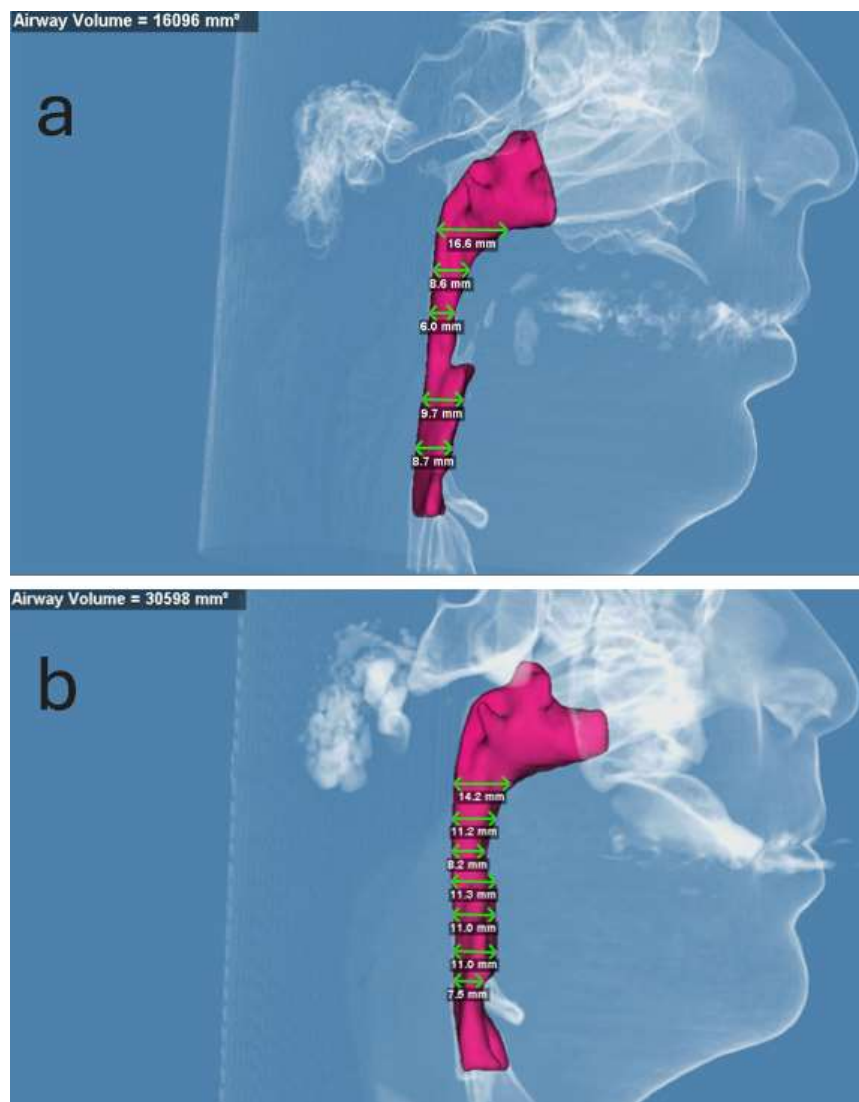 Airway Volume = 16096 mm³
a
16.6 mm
8.6 mm
6.0 mm
9.7 mm
8.7 mm
Airway Volume = 30598 mm³
b
14.2 mm
11.2 mm
8.2 mm
11.3 mm
11.0 mm
11.0 mm
7.5 mm